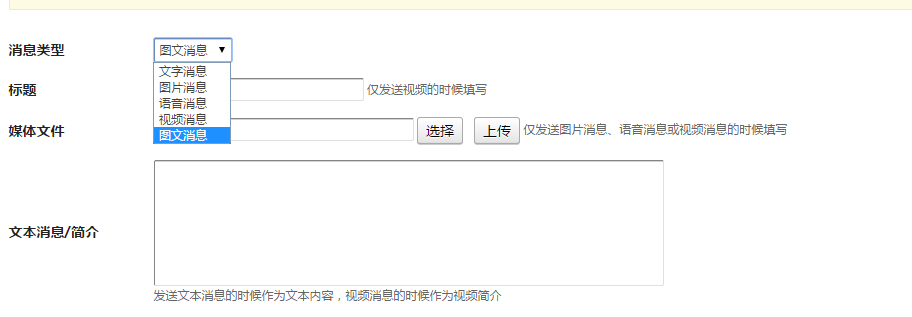 消息类型 图文消息
文字消息
图片消息
语音消息
视频消息
图文消息
标题 仅发送视频的时候填写
媒体文件 选择 上传 仅发送图片消息、语音消息或视频消息的时候填写
文本消息/简介
发送文本消息的时候作为文本内容，视频消息的时候作为视频简介